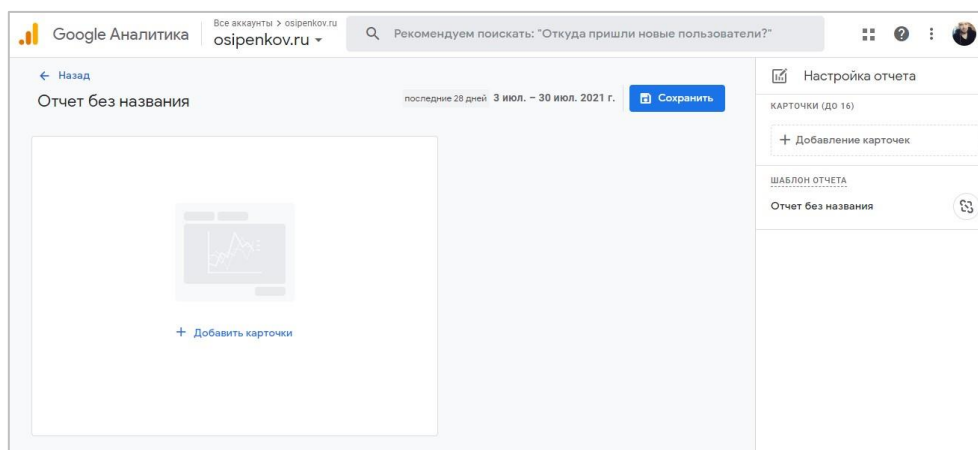 Google Аналитика
Все аккаунты > osipenkov.ru
osipenkov.ru
Рекомендуем поискать: "Откуда пришли новые пользователи?"
Назад
Отчет без названия
последние 28 дней 3 июл. – 30 июл. 2021 г.
Сохранить
+ Добавить карточки
Настройка отчета
КАРТОЧКИ (ДО 16)
+ Добавление карточек
ШАБЛОН ОТЧЕТА
Отчет без названия